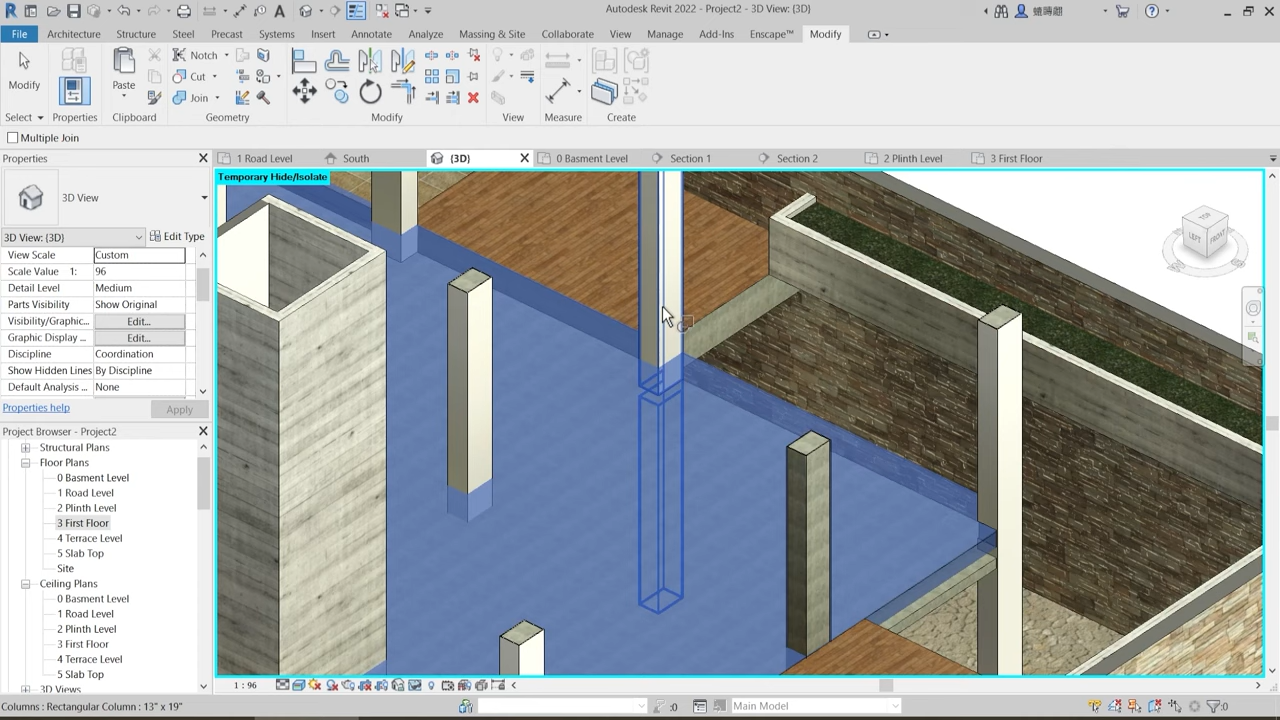 Autodesk Revit 2022 - Project2 - 3D View: {3D}
File Architecture Structure Steel Precast Systems Insert Annotate Analyze Massing & Site Collaborate View Manage Add-Ins Enscape™ Modify
Notch
Cut
Join
Modify
Paste
Select Properties Clipboard Geometry Modify View Measure Create
Multiple Join
Properties
1 Road Level South {3D} 0 Basment Level Section 1 Section 2 2 Plinth Level 3 First Floor
Temporary Hide/Isolate
3D View
3D View: {3D} Edit Type
View Scale Custom
Scale Value 1: 96
Detail Level Medium
Parts Visibility Show Original
Visibility/Graphic... Edit...
Graphic Display ... Edit...
Discipline Coordination
Show Hidden Lines By Discipline
Default Analysis ... None
Properties help Apply
Project Browser - Project2
Structural Plans
Floor Plans
0 Basment Level
1 Road Level
2 Plinth Level
3 First Floor
4 Terrace Level
5 Slab Top
Site
Ceiling Plans
0 Basment Level
1 Road Level
2 Plinth Level
3 First Floor
4 Terrace Level
5 Slab Top
3D Views
TOP
LEFT
FRONT
1 : 96
Columns : Rectangular Column : 13" x 19"
:0
Main Model
:0